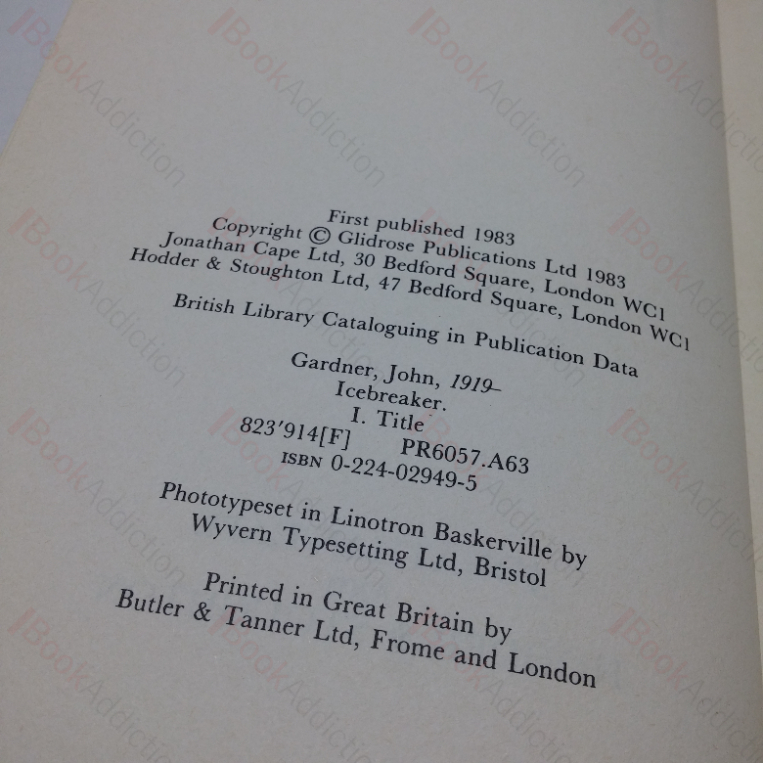 First published 1983
Copyright © Glidrose Publications Ltd 1983
Jonathan Cape Ltd, 30 Bedford Square, London WC1
Hodder & Stoughton Ltd, 47 Bedford Square, London WC1
British Library Cataloguing in Publication Data
Gardner, John, 1919–
Icebreaker.
I. Title
823'914[F] PR6057.A63
ISBN 0-224-02949-5
Phototypeset in Linotron Baskerville by
Wyvern Typesetting Ltd, Bristol
Printed in Great Britain by
Butler & Tanner Ltd, Frome and London
BookAddiction